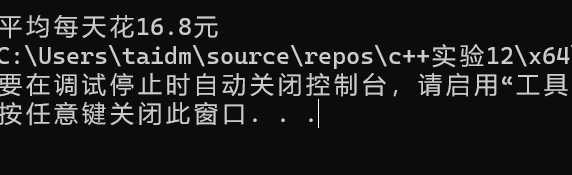 平均每天花16.8元
C:\Users\taidm\source\repos\c++实验12\x64
要在调试停止时自动关闭控制台，请启用“工具
按任意键关闭此窗口. . .